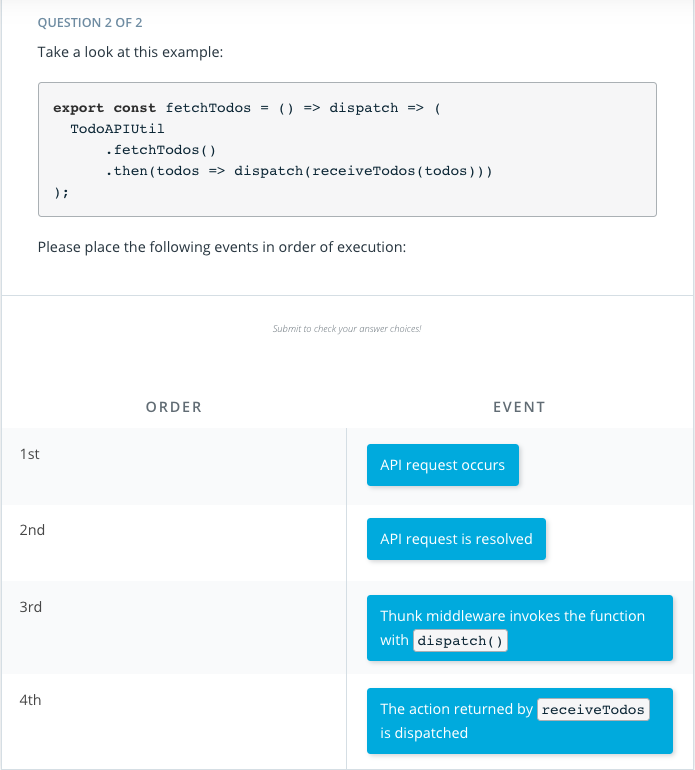 QUESTION 2 OF 2
Take a look at this example:
export const fetchTodos = () => dispatch => (
  TodoAPIUtil
      .fetchTodos()
      .then(todos => dispatch(receiveTodos(todos)))
);
Please place the following events in order of execution:
Submit to check your answer choices!
ORDER EVENT
1st API request occurs
2nd API request is resolved
3rd Thunk middleware invokes the function
with dispatch()
4th The action returned by receiveTodos
is dispatched